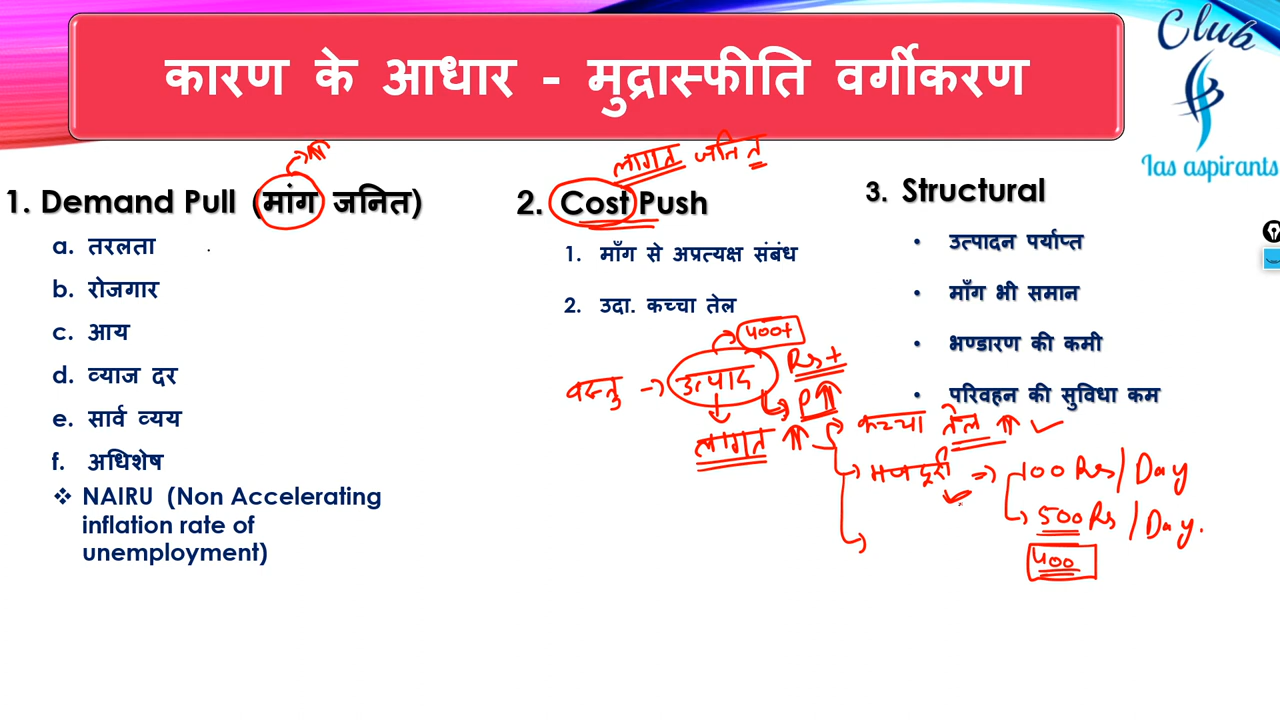 Club
कारण के आधार - मुद्रास्फीति वर्गीकरण
Ias aspirants
1. Demand Pull (मांग जनित)
a. तरलता
b. रोजगार
c. आय
d. व्याज दर
e. सार्व व्यय
f. अधिशेष
❖ NAIRU (Non Accelerating
inflation rate of
unemployment)
लागत जनित
2. Cost Push
1. माँग से अप्रत्यक्ष संबंध
2. उदा. कच्चा तेल
400+
वस्तु → उत्पाद Rs +
P ⇑
लागत ⇑
3. Structural
• उत्पादन पर्याप्त
• माँग भी समान
• भण्डारण की कमी
• परिवहन की सुविधा कम
कच्चा तेल ⇑ ✓
मजदूरी ⇒ 100 Rs / Day
500 Rs / Day.
400